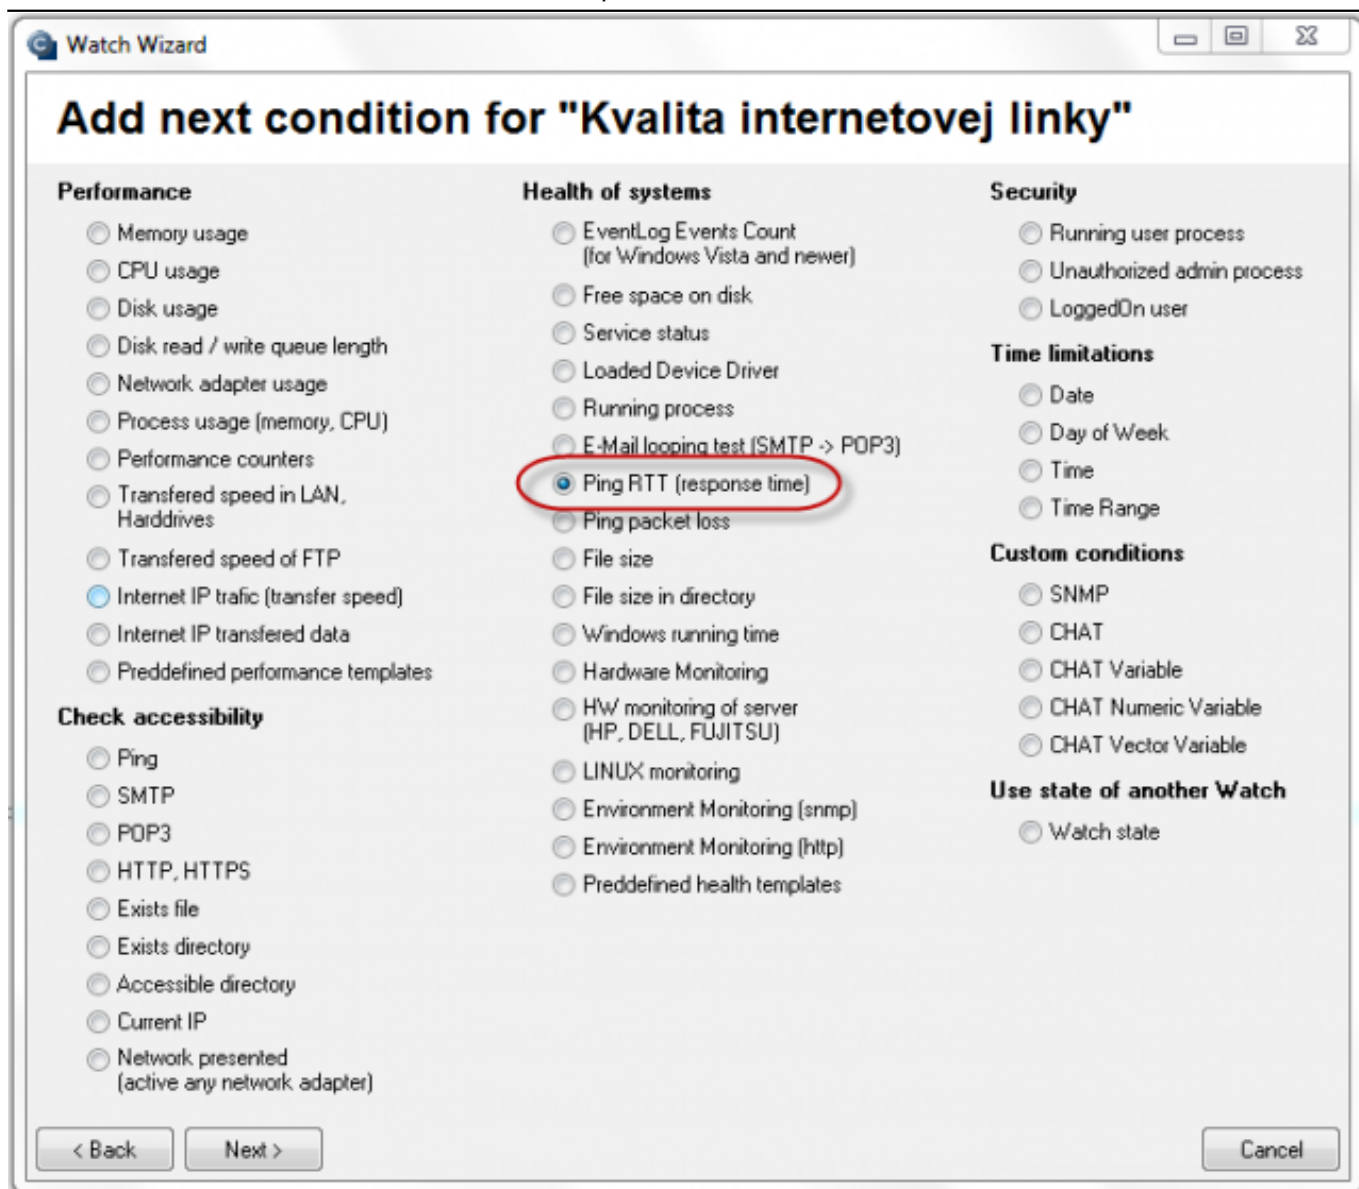 Watch Wizard
Add next condition for "Kvalita internetovej linky"
Performance
Memory usage
CPU usage
Disk usage
Disk read / write queue length
Network adapter usage
Process usage (memory, CPU)
Performance counters
Transfered speed in LAN,
Harddrives
Transfered speed of FTP
Internet IP trafic (transfer speed)
Internet IP transfered data
Preddefined performance templates
Check accessibility
Ping
SMTP
POP3
HTTP, HTTPS
Exists file
Exists directory
Accessible directory
Current IP
Network presented
(active any network adapter)
Health of systems
EventLog Events Count
(for Windows Vista and newer)
Free space on disk
Service status
Loaded Device Driver
Running process
E-Mail looping test (SMTP -> POP3)
Ping RTT (response time)
Ping packet loss
File size
File size in directory
Windows running time
Hardware Monitoring
HW monitoring of server
(HP, DELL, FUJITSU)
LINUX monitoring
Environment Monitoring (snmp)
Environment Monitoring (http)
Preddefined health templates
Security
Running user process
Unauthorized admin process
LoggedOn user
Time limitations
Date
Day of Week
Time
Time Range
Custom conditions
SNMP
CHAT
CHAT Variable
CHAT Numeric Variable
CHAT Vector Variable
Use state of another Watch
Watch state
< Back
Next >
Cancel